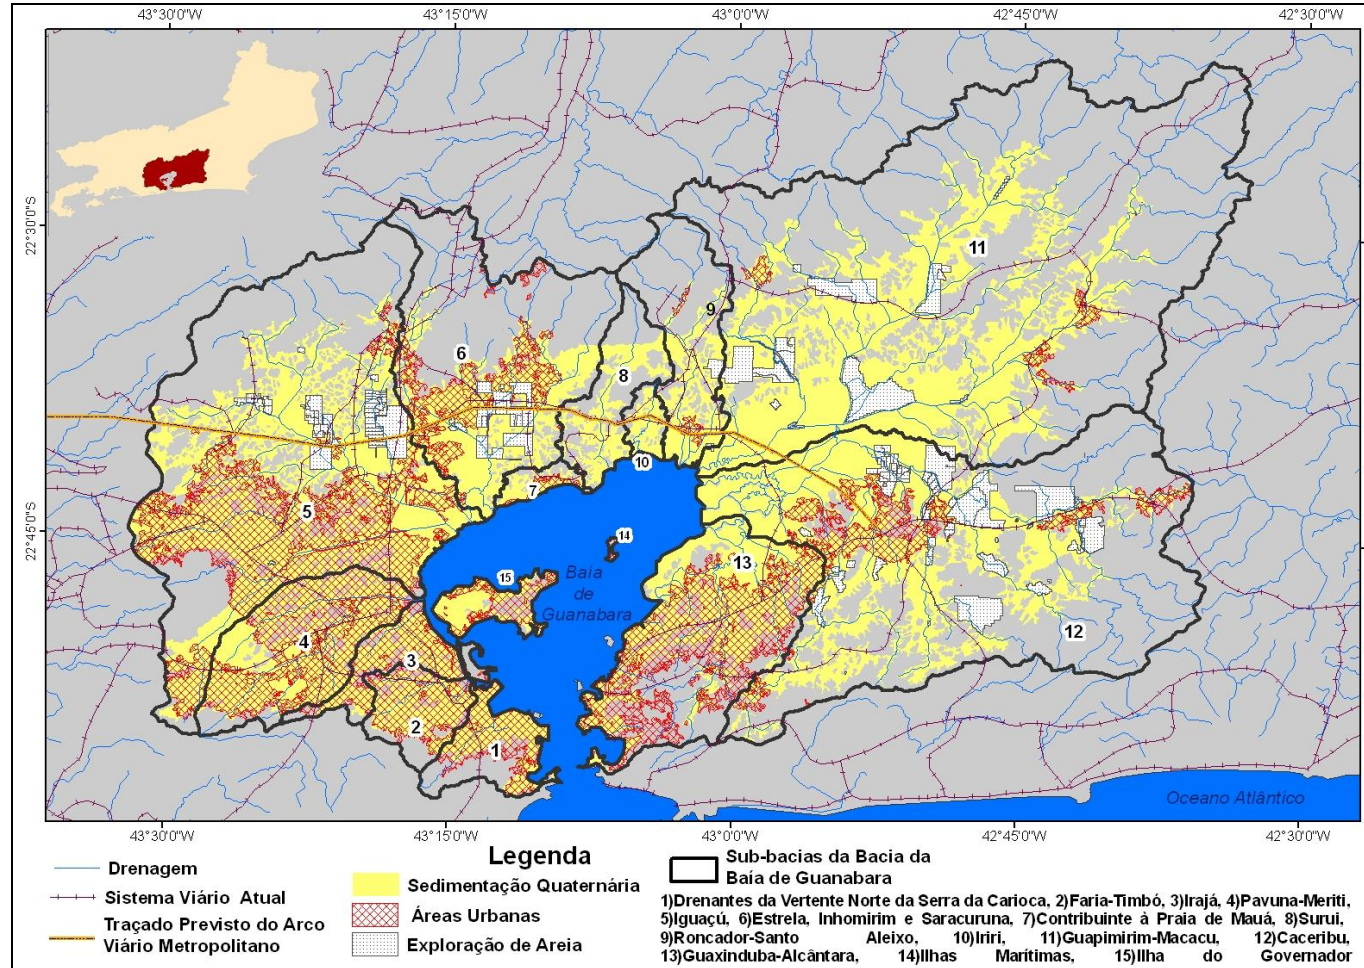 43°30'0"W 43°15'0"W 43°0'0"W 42°45'0"W 42°30'0"W
22°30'0"S
22°45'0"S
11
9
6
8
10
7
5
14
13
15
Baia
de
Guanabara
12
4
3
2
1
Oceano Atlântico
43°30'0"W 43°15'0"W 43°0'0"W 42°45'0"W 42°30'0"W
Legenda
Drenagem
Sistema Viário Atual
Traçado Previsto do Arco
Viário Metropolitano
Sedimentação Quaternária
Áreas Urbanas
Exploração de Areia
Sub-bacias da Bacia da
Baía de Guanabara
1)Drenantes da Vertente Norte da Serra da Carioca, 2)Faria-Timbó, 3)Irajá, 4)Pavuna-Meriti,
5)Iguaçú, 6)Estrela, Inhomirim e Saracuruna, 7)Contribuinte à Praia de Mauá, 8)Surui,
9)Roncador-Santo Aleixo, 10)Iriri, 11)Guapimirim-Macacu, 12)Caceribu,
13)Guaxinduba-Alcântara, 14)Ilhas Marítimas, 15)Ilha do Governador